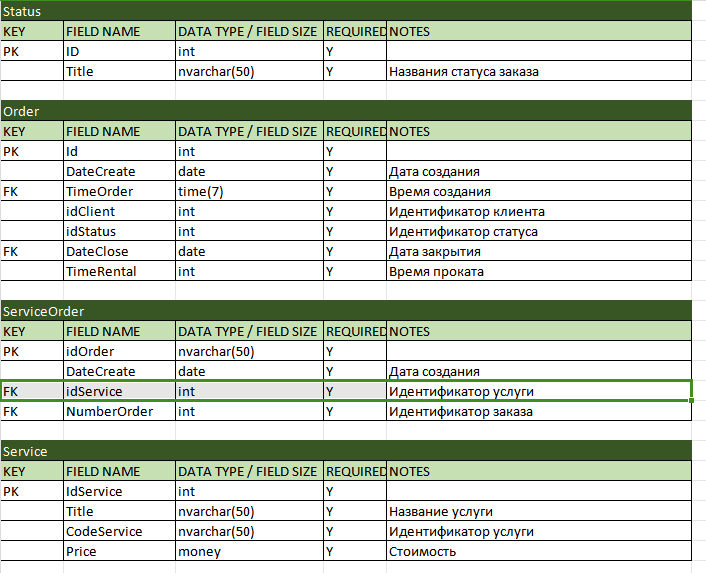 Status
KEY FIELD NAME DATA TYPE / FIELD SIZE REQUIRED NOTES
PK ID int Y
Title nvarchar(50) Y Названия статуса заказа
Order
KEY FIELD NAME DATA TYPE / FIELD SIZE REQUIRED NOTES
PK Id int Y
DateCreate date Y Дата создания
FK TimeOrder time(7) Y Время создания
idClient int Y Идентификатор клиента
idStatus int Y Идентификатор статуса
FK DateClose date Y Дата закрытия
TimeRental int Y Время проката
ServiceOrder
KEY FIELD NAME DATA TYPE / FIELD SIZE REQUIRED NOTES
PK idOrder nvarchar(50) Y
DateCreate date Y Дата создания
FK idService int Y Идентификатор услуги
FK NumberOrder int Y Идентификатор заказа
Service
KEY FIELD NAME DATA TYPE / FIELD SIZE REQUIRED NOTES
PK IdService int Y
Title nvarchar(50) Y Название услуги
CodeService nvarchar(50) Y Идентификатор услуги
Price money Y Стоимость